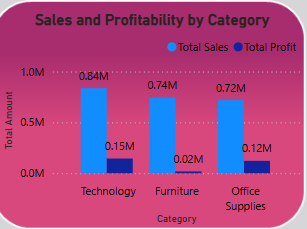 Sales and Profitability by Category
Total Sales Total Profit
Total Amount
1.0M
0.5M
0.0M
0.84M
0.15M
0.74M
0.02M
0.72M
0.12M
Technology
Furniture
Office
Supplies
Category